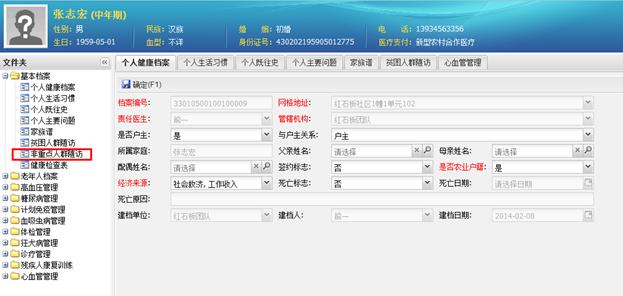 张志宏 (中年期)
性别：男 民族：汉族 婚　姻：初婚 电　话：13934563356
生日：1959-05-01 血型：不详 身份证号：430202195905012775 医疗支付：新型农村合作医疗
文件夹
基本档案
个人健康档案
个人生活习惯
个人既往史
个人主要问题
家族谱
贫困人群随访
非重点人群随访
健康检查表
老年人档案
高血压管理
糖尿病管理
计划免疫管理
血吸虫病管理
体检管理
狂犬病管理
诊疗管理
残疾人康复训练
心血管管理
个人健康档案 个人生活习惯 个人既往史 个人主要问题 家族谱 贫困人群随访 心血管管理
确定(F1)
档案编号: 33010500100100009 网格地址: 红石板社区1幢1单元102
责任医生: 俞一 管辖机构: 红石板团队
是否户主: 是 与户主关系: 户主
所属家庭: 张志宏 父亲姓名: 请选择 母亲姓名: 请选择
配偶姓名: 请选择 签约标志: 否 是否农业户籍: 是
经济来源: 社会救济,工作收入 死亡标志: 否 死亡日期: 请选择日期
死亡原因:
建档单位: 红石板团队 建档人: 俞一 建档日期: 2014-02-08